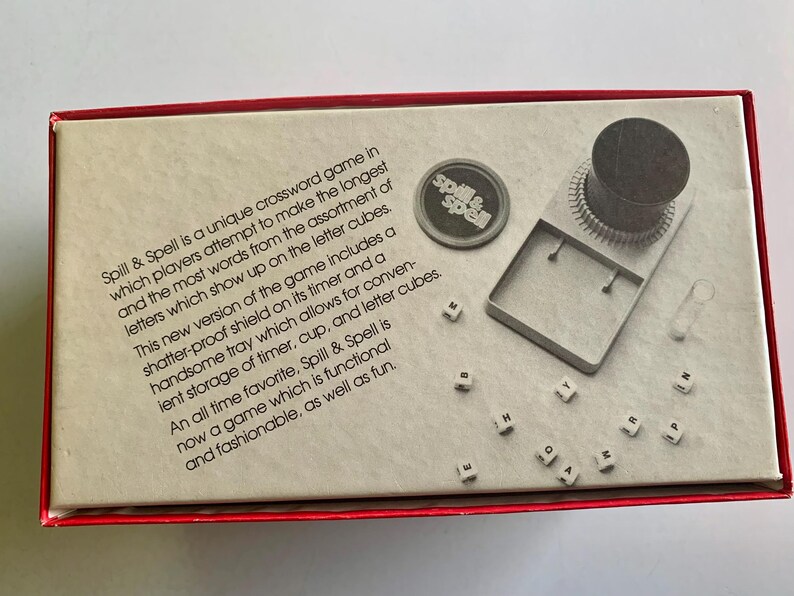 Spill & Spell is a unique crossword game in
which players attempt to make the longest
and the most words from the assortment of
letters which show up on the letter cubes.
This new version of the game includes a
shatter-proof shield on its timer and a
handsome tray which allows for conven-
ient storage of timer, cup, and letter cubes.
An all time favorite, Spill & Spell is
now a game which is functional
and fashionable, as well as fun.
spill &
spell
M
B
Y
N
H
R
P
E
O
A
M